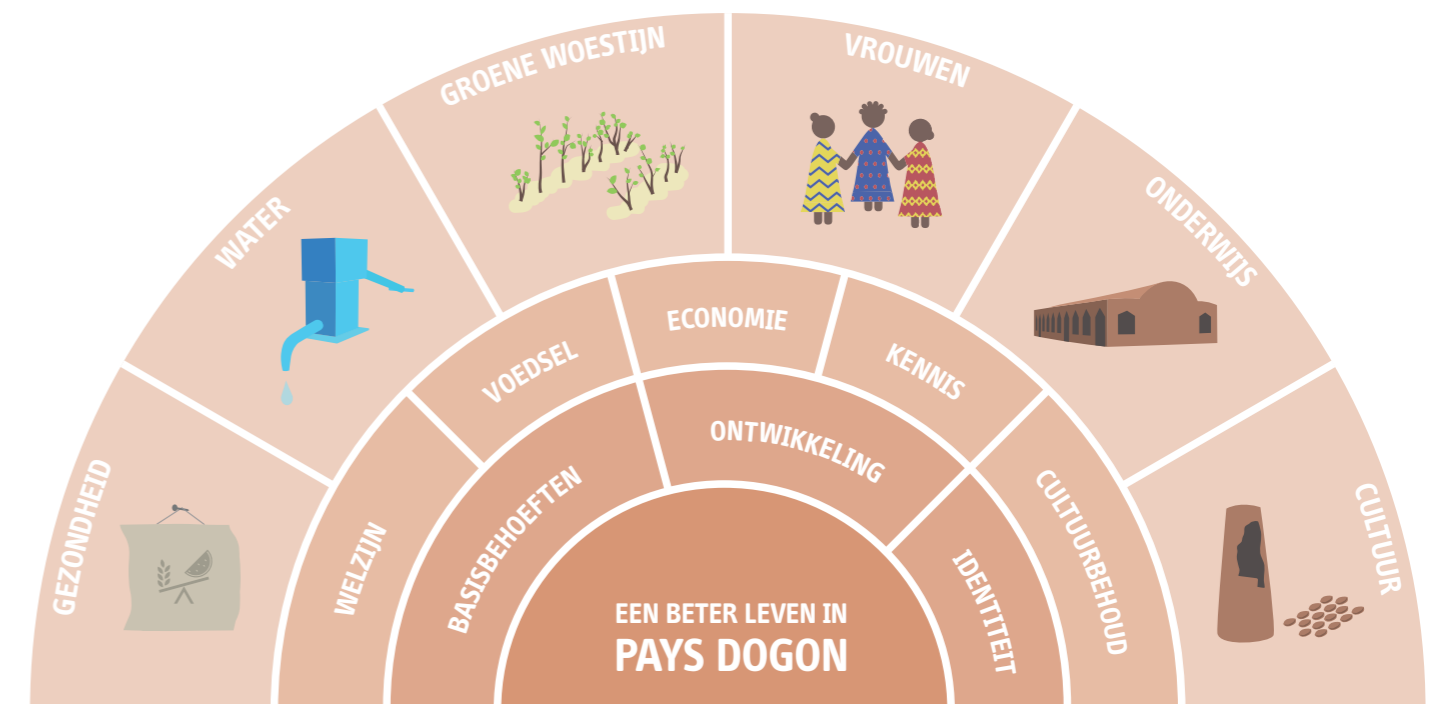 GEZONDHEID
WATER
GROENE WOESTIJN
VROUWEN
ONDERWIJS
CULTUUR
WELZIJN
VOEDSEL
ECONOMIE
KENNIS
CULTUURBEHOUD
BASISBEHOEFTEN
ONTWIKKELING
IDENTITEIT
EEN BETER LEVEN IN
PAYS DOGON